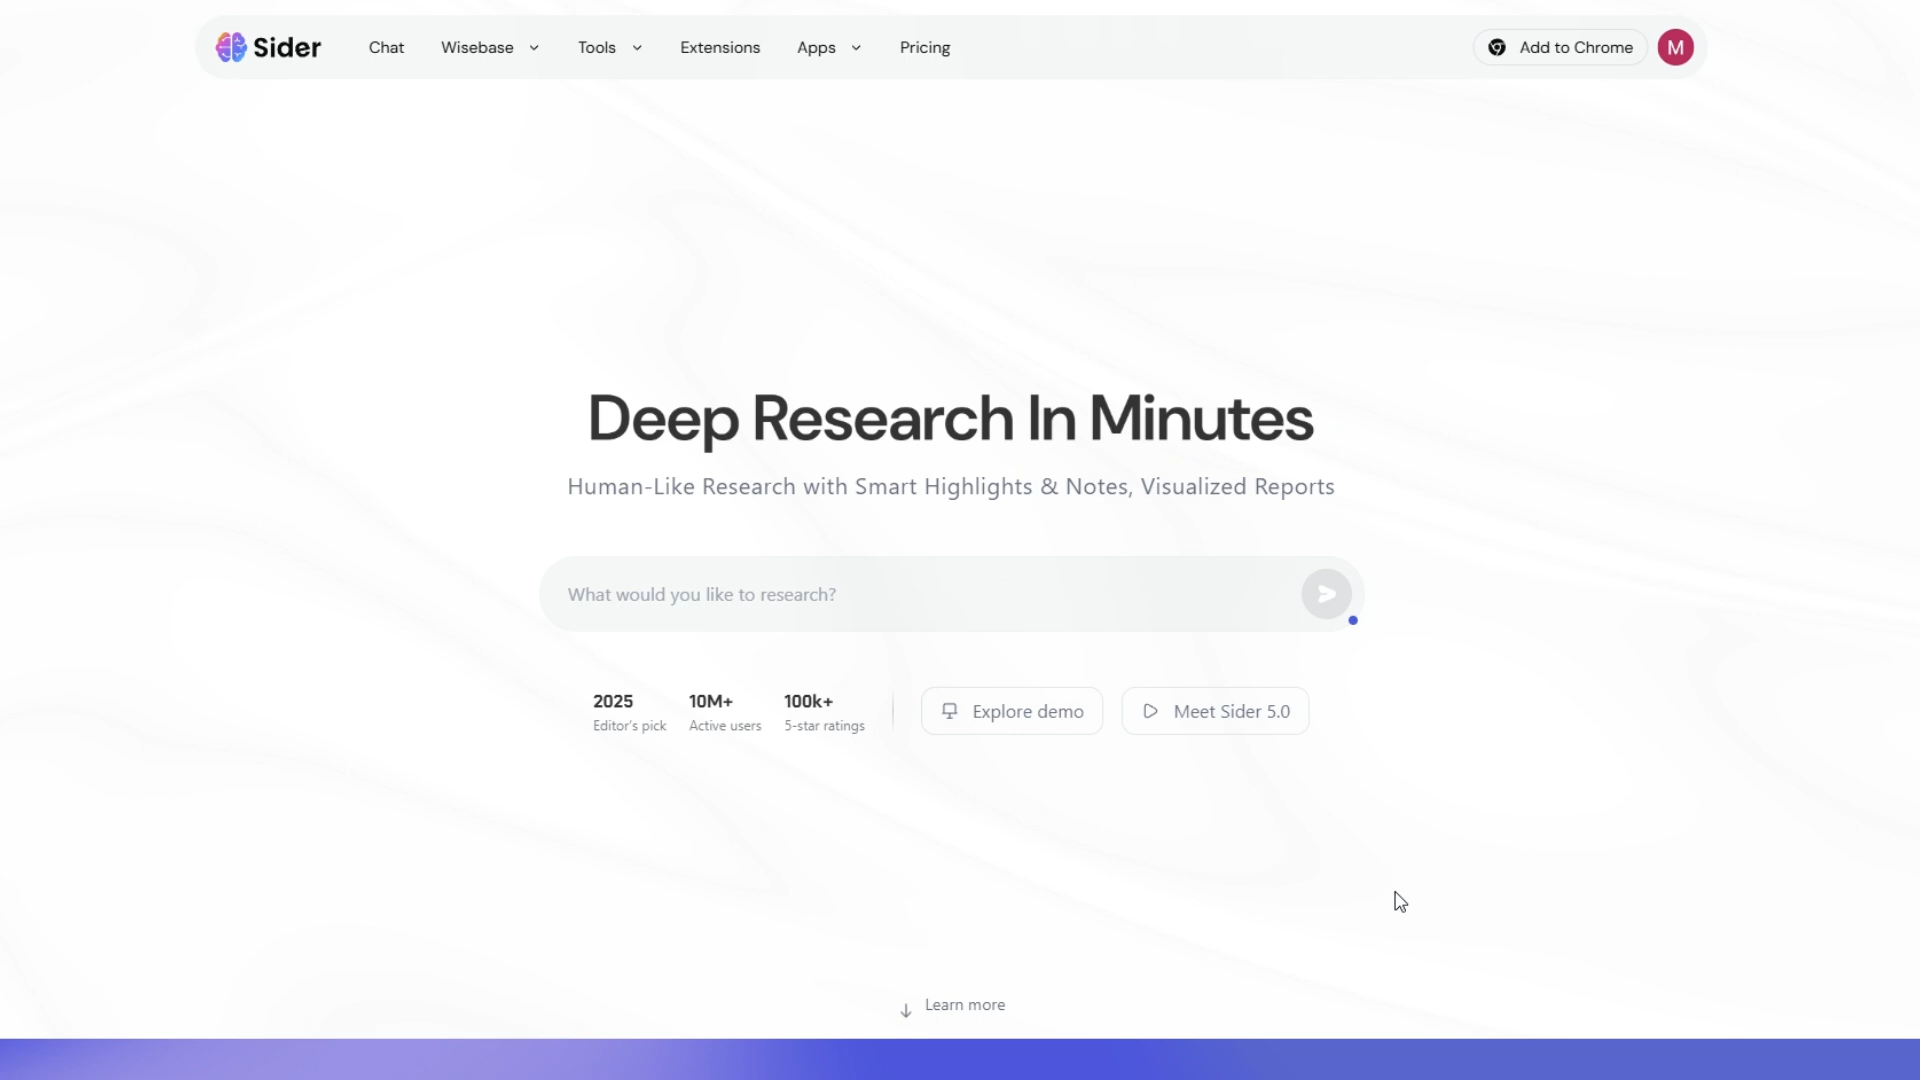 Sider
Chat
Wisebase
Tools
Extensions
Apps
Pricing
Add to Chrome
M
Deep Research In Minutes
Human-Like Research with Smart Highlights & Notes, Visualized Reports
What would you like to research?
2025
Editor's pick
10M+
Active users
100k+
5-star ratings
Explore demo
Meet Sider 5.0
Learn more